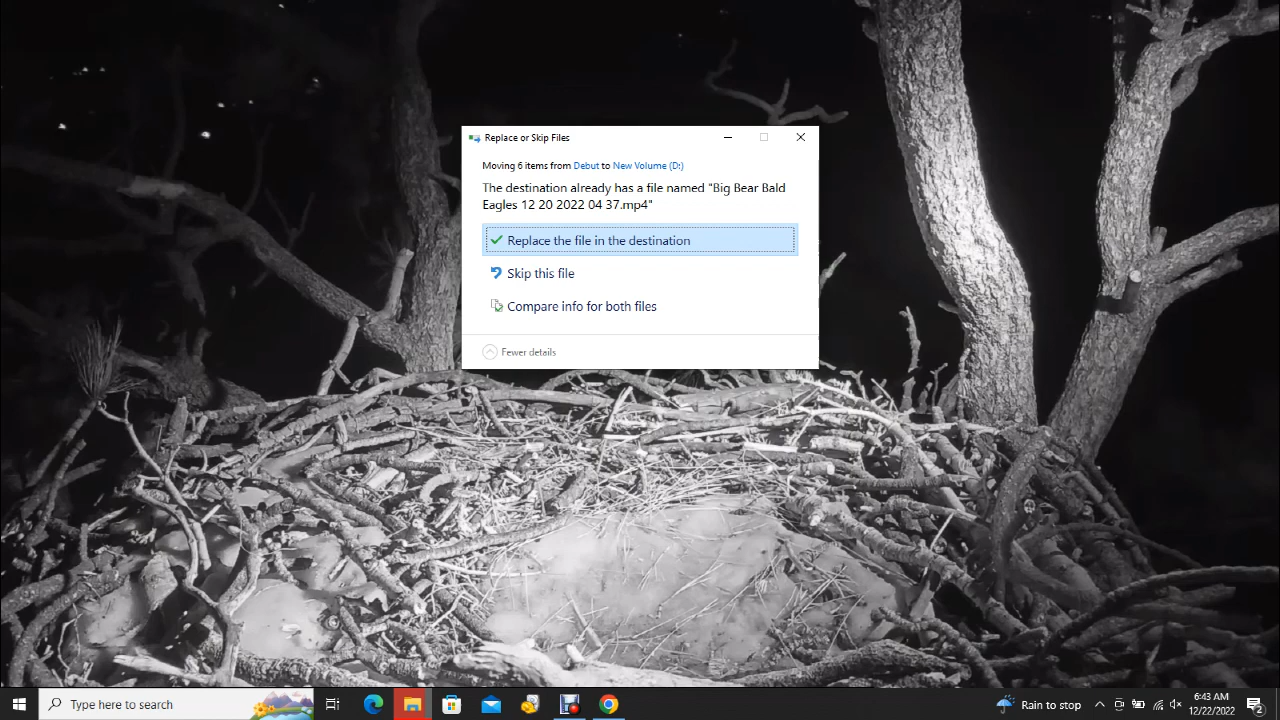 Replace or Skip Files
Moving 6 items from Debut to New Volume (D:)
The destination already has a file named "Big Bear Bald
Eagles 12 20 2022 04 37.mp4"
Replace the file in the destination
Skip this file
Compare info for both files
Fewer details
Type here to search
Rain to stop
6:43 AM
12/22/2022
2